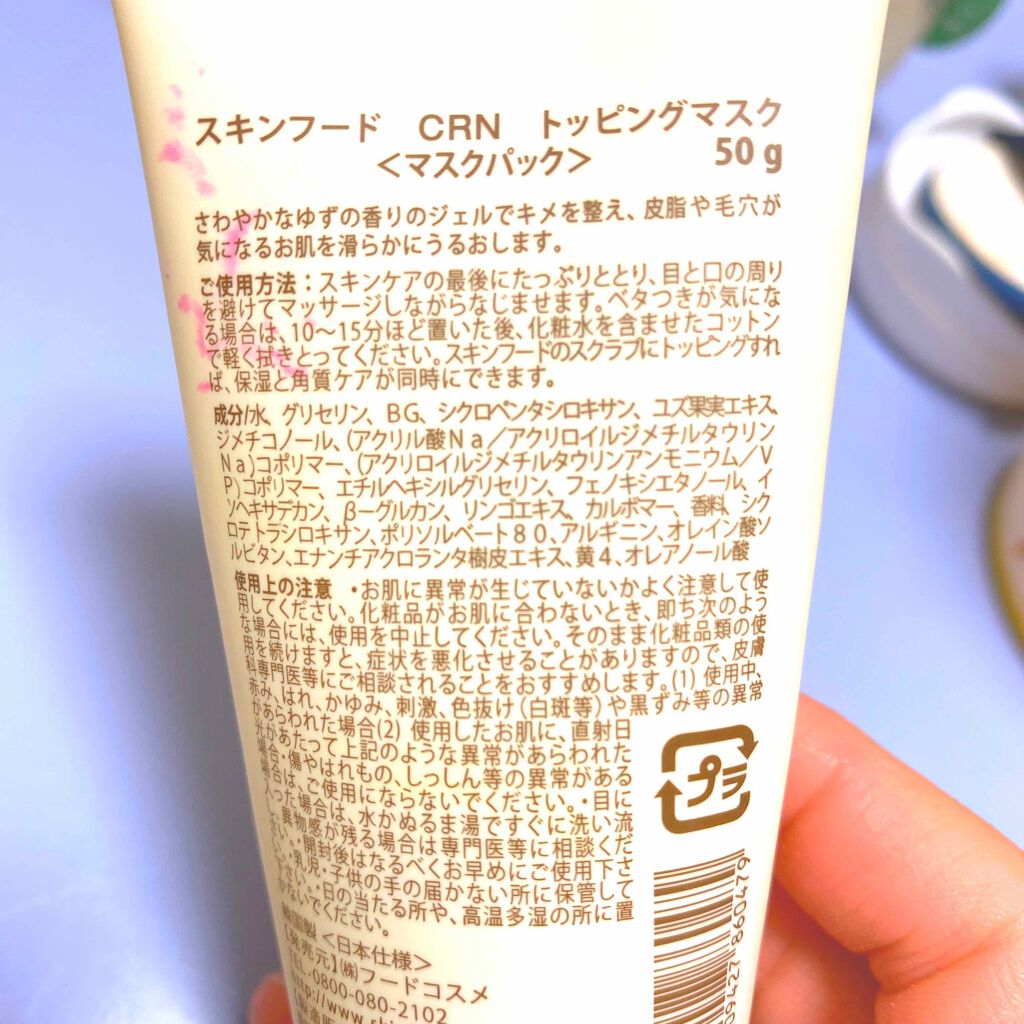 スキンフード CRN トッピングマスク
＜マスクパック＞ 50 g
さわやかなゆずの香りのジェルでキメを整え、皮脂や毛穴が
気になるお肌を滑らかにうるおします。
ご使用方法：スキンケアの最後にたっぷりととり、目と口の周り
を避けてマッサージしながらなじませます。ベタつきが気にな
る場合は、10〜15分ほど置いた後、化粧水を含ませたコットン
で軽く拭きとってください。スキンフードのスクラブにトッピングすれ
ば、保湿と角質ケアが同時にできます。
成分/水、グリセリン、BG、シクロペンタシロキサン、ユズ果実エキス、
ジメチコノール、(アクリル酸Na／アクリロイルジメチルタウリン
Na)コポリマー、(アクリロイルジメチルタウリンアンモニウム／V
P)コポリマー、エチルヘキシルグリセリン、フェノキシエタノール、イ
ソヘキサデカン、β-グルカン、リンゴエキス、カルボマー、香料、シク
ロテトラシロキサン、ポリソルベート８０、アルギニン、オレイン酸ソ
ルビタン、エナンチアクロランタ樹皮エキス、黄４、オレアノール酸
使用上の注意 ・お肌に異常が生じていないかよく注意して使
用してください。化粧品がお肌に合わないとき、即ち次のよう
な場合には、使用を中止してください。そのまま化粧品類の使
用を続けますと、症状を悪化させることがありますので、皮膚
科専門医等にご相談されることをおすすめします。(1) 使用中、
赤み、はれ、かゆみ、刺激、色抜け(白斑等)や黒ずみ等の異常
があらわれた場合(2) 使用したお肌に、直射日
光があたって上記のような異常があらわれた
場合・傷やはれもの、しっしん等の異常がある
場合は、ご使用にならないでください。・目に
入った場合は、水かぬるま湯ですぐに洗い流
し、異物感が残る場合は専門医等に相談くだ
さい。・開封後はなるべくお早めにご使用下さ
い。・乳児・子供の手の届かない所に保管して
ださい。・日の当たる所や、高温多湿の所に置
かないでください。
韓国製 ＜日本仕様＞
【発売元】(株)フードコスメ
TEL.0800-080-2102
http://www.ski
プラ